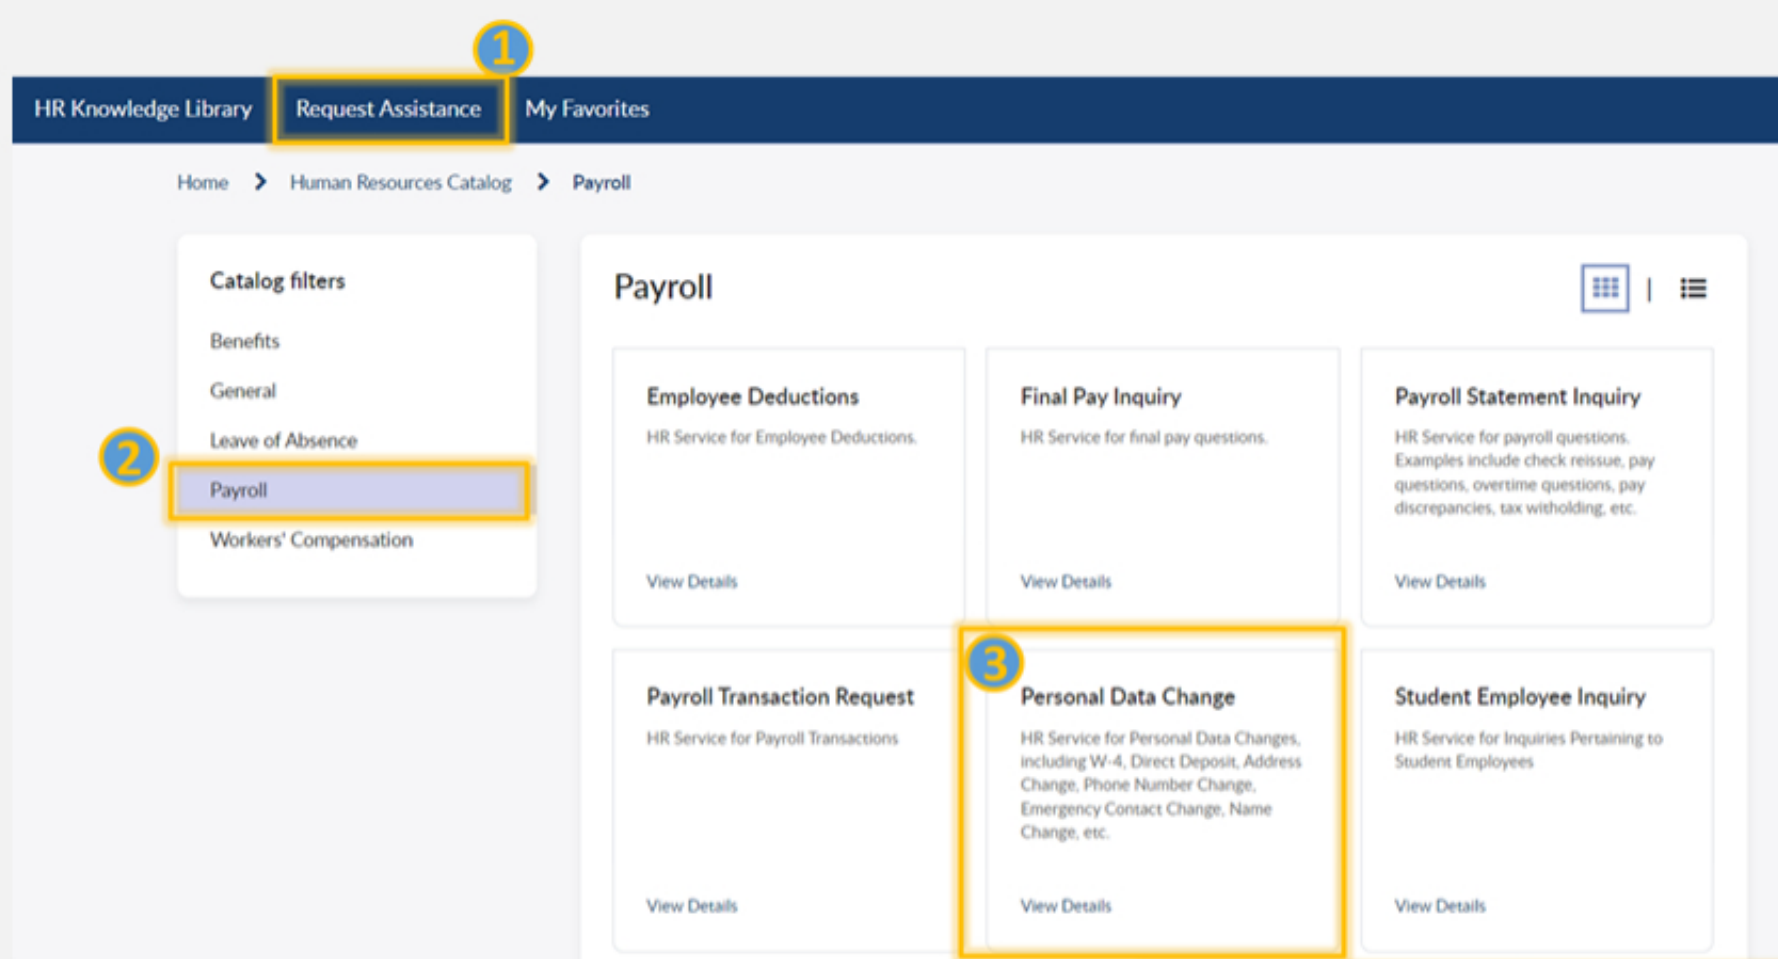 1
HR Knowledge Library Request Assistance My Favorites
Home > Human Resources Catalog > Payroll
Catalog filters
Benefits
General
Leave of Absence
2
Payroll
Workers' Compensation
Payroll
|
Employee Deductions
HR Service for Employee Deductions.
View Details
Final Pay Inquiry
HR Service for final pay questions.
View Details
Payroll Statement Inquiry
HR Service for payroll questions.
Examples include check reissue, pay
questions, overtime questions, pay
discrepancies, tax witholding, etc.
View Details
Payroll Transaction Request
HR Service for Payroll Transactions
View Details
3
Personal Data Change
HR Service for Personal Data Changes,
including W-4, Direct Deposit, Address
Change, Phone Number Change,
Emergency Contact Change, Name
Change, etc.
View Details
Student Employee Inquiry
HR Service for Inquiries Pertaining to
Student Employees
View Details